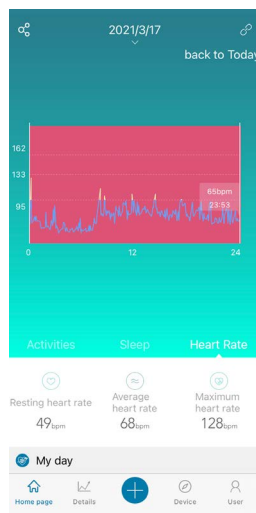 2021/3/17
back to Today
162
133
95
65bpm
23:53
0 12 24
Activities Sleep Heart Rate
Resting heart rate
49bpm
Average
heart rate
68bpm
Maximum
heart rate
128bpm
My day
Home page Details Device User